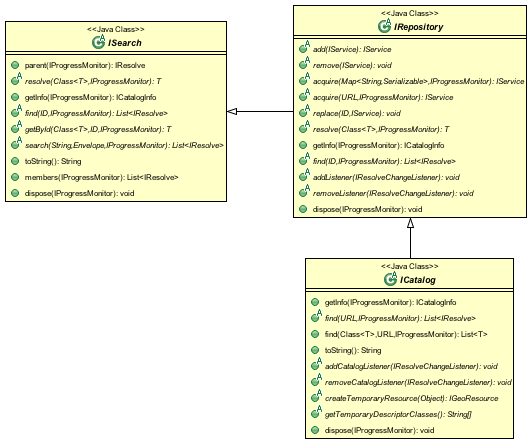 <<Java Class>>
ISearch
parent(IProgressMonitor): IResolve
resolve(Class<T>,IProgressMonitor): T
getInfo(IProgressMonitor): ICatalogInfo
find(ID,IProgressMonitor): List<IResolve>
getById(Class<T>,ID,IProgressMonitor): T
search(String,Envelope,IProgressMonitor): List<IResolve>
toString(): String
members(IProgressMonitor): List<IResolve>
dispose(IProgressMonitor): void
<<Java Class>>
IRepository
add(IService): IService
remove(IService): void
acquire(Map<String,Serializable>,IProgressMonitor): IService
acquire(URL,IProgressMonitor): IService
replace(ID,IService): void
resolve(Class<T>,IProgressMonitor): T
getInfo(IProgressMonitor): ICatalogInfo
find(ID,IProgressMonitor): List<IResolve>
addListener(IResolveChangeListener): void
removeListener(IResolveChangeListener): void
dispose(IProgressMonitor): void
<<Java Class>>
ICatalog
getInfo(IProgressMonitor): ICatalogInfo
find(URL,IProgressMonitor): List<IResolve>
find(Class<T>,URL,IProgressMonitor): List<T>
toString(): String
addCatalogListener(IResolveChangeListener): void
removeCatalogListener(IResolveChangeListener): void
createTemporaryResource(Object): IGeoResource
getTemporaryDescriptorClasses(): String[]
dispose(IProgressMonitor): void